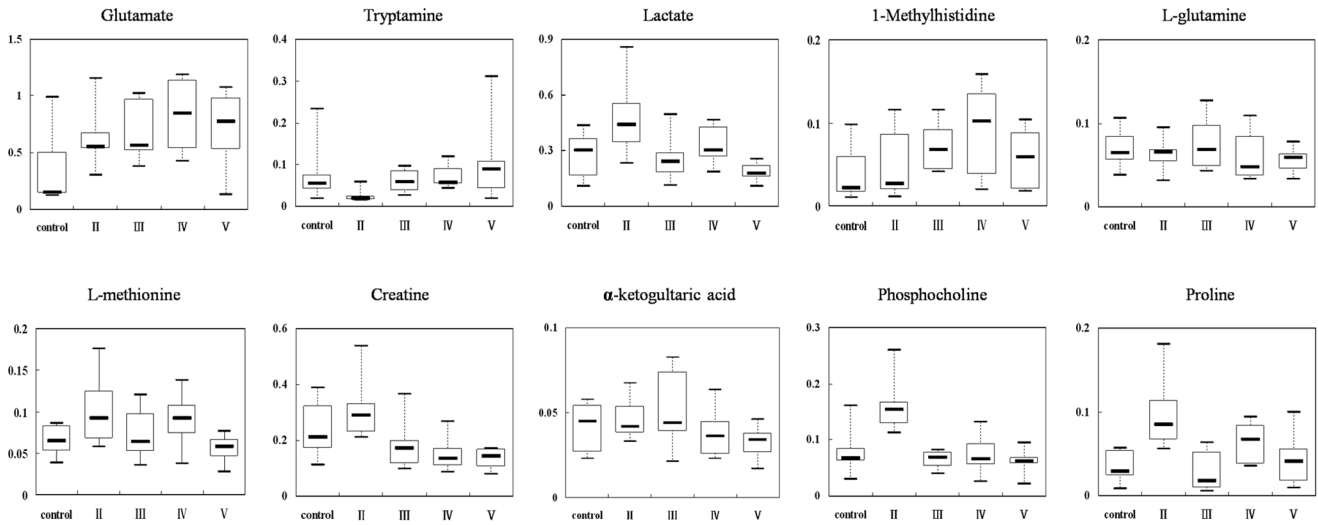 Glutamate
Tryptamine
Lactate
1-Methylhistidine
L-glutamine
1.5
1
0.5
0
control II III IV V
0.4
0.3
0.2
0.1
0
control II III IV V
0.9
0.6
0.3
0
control II III IV V
0.2
0.1
0
control II III IV V
0.2
0.1
0
control II III IV V
L-methionine
Creatine
α-ketogultaric acid
Phosphocholine
Proline
0.2
0.15
0.1
0.05
0
control II III IV V
0.6
0.4
0.2
0
control II III IV V
0.1
0.05
0
control II III IV V
0.3
0.2
0.1
0
control II III IV V
0.2
0.1
0
control II III IV V